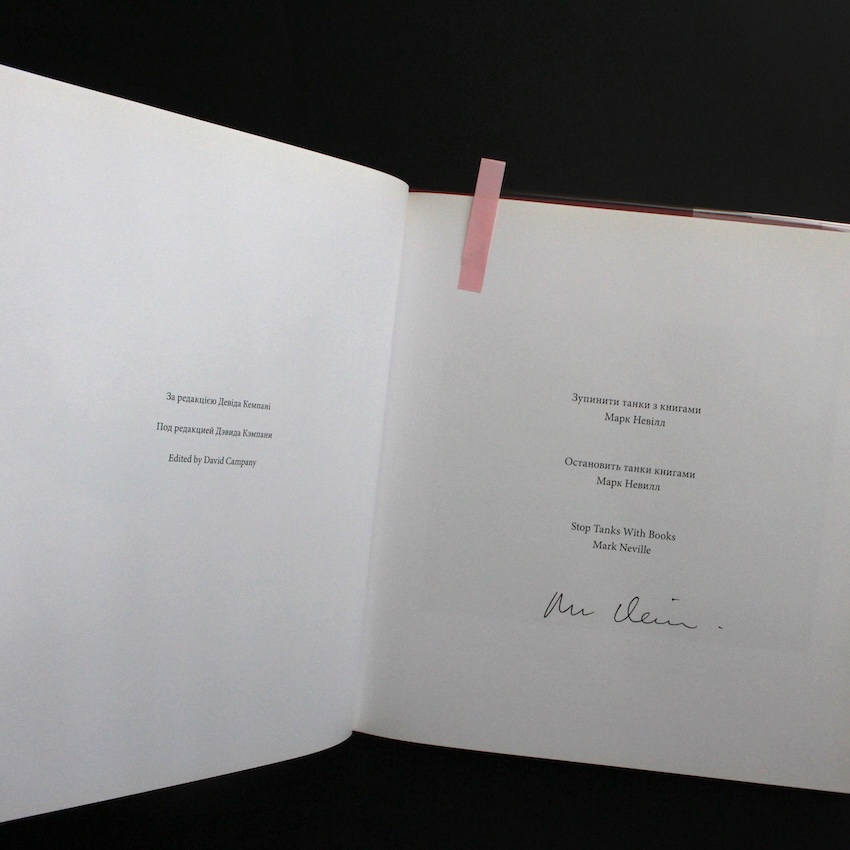 За редакцією Девіда Кемпані
Под редакцией Дэвида Кэмпани
Edited by David Campany
Зупинити танки з книгами
Марк Невілл
Остановить танки книгами
Марк Невилл
Stop Tanks With Books
Mark Neville